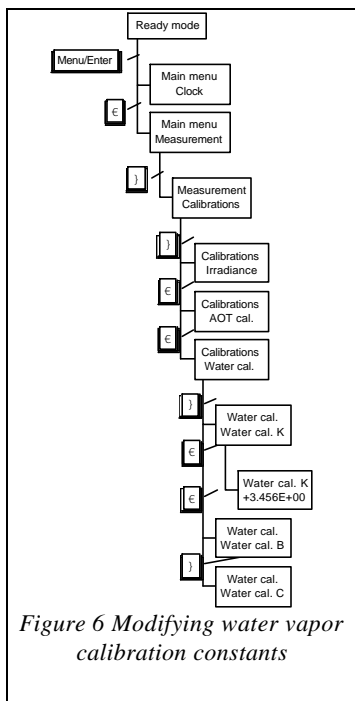 Ready mode
Menu/Enter
Main menu
Clock
€
Main menu
Measurement
}
Measurement
Calibrations
}
Calibrations
Irradiance
€
Calibrations
AOT cal.
€
Calibrations
Water cal.
}
Water cal.
Water cal. K
€
Water cal. K
+3.456E+00
€
Water cal.
Water cal. B
}
Water cal.
Water cal. C
Figure 6 Modifying water vapor
calibration constants